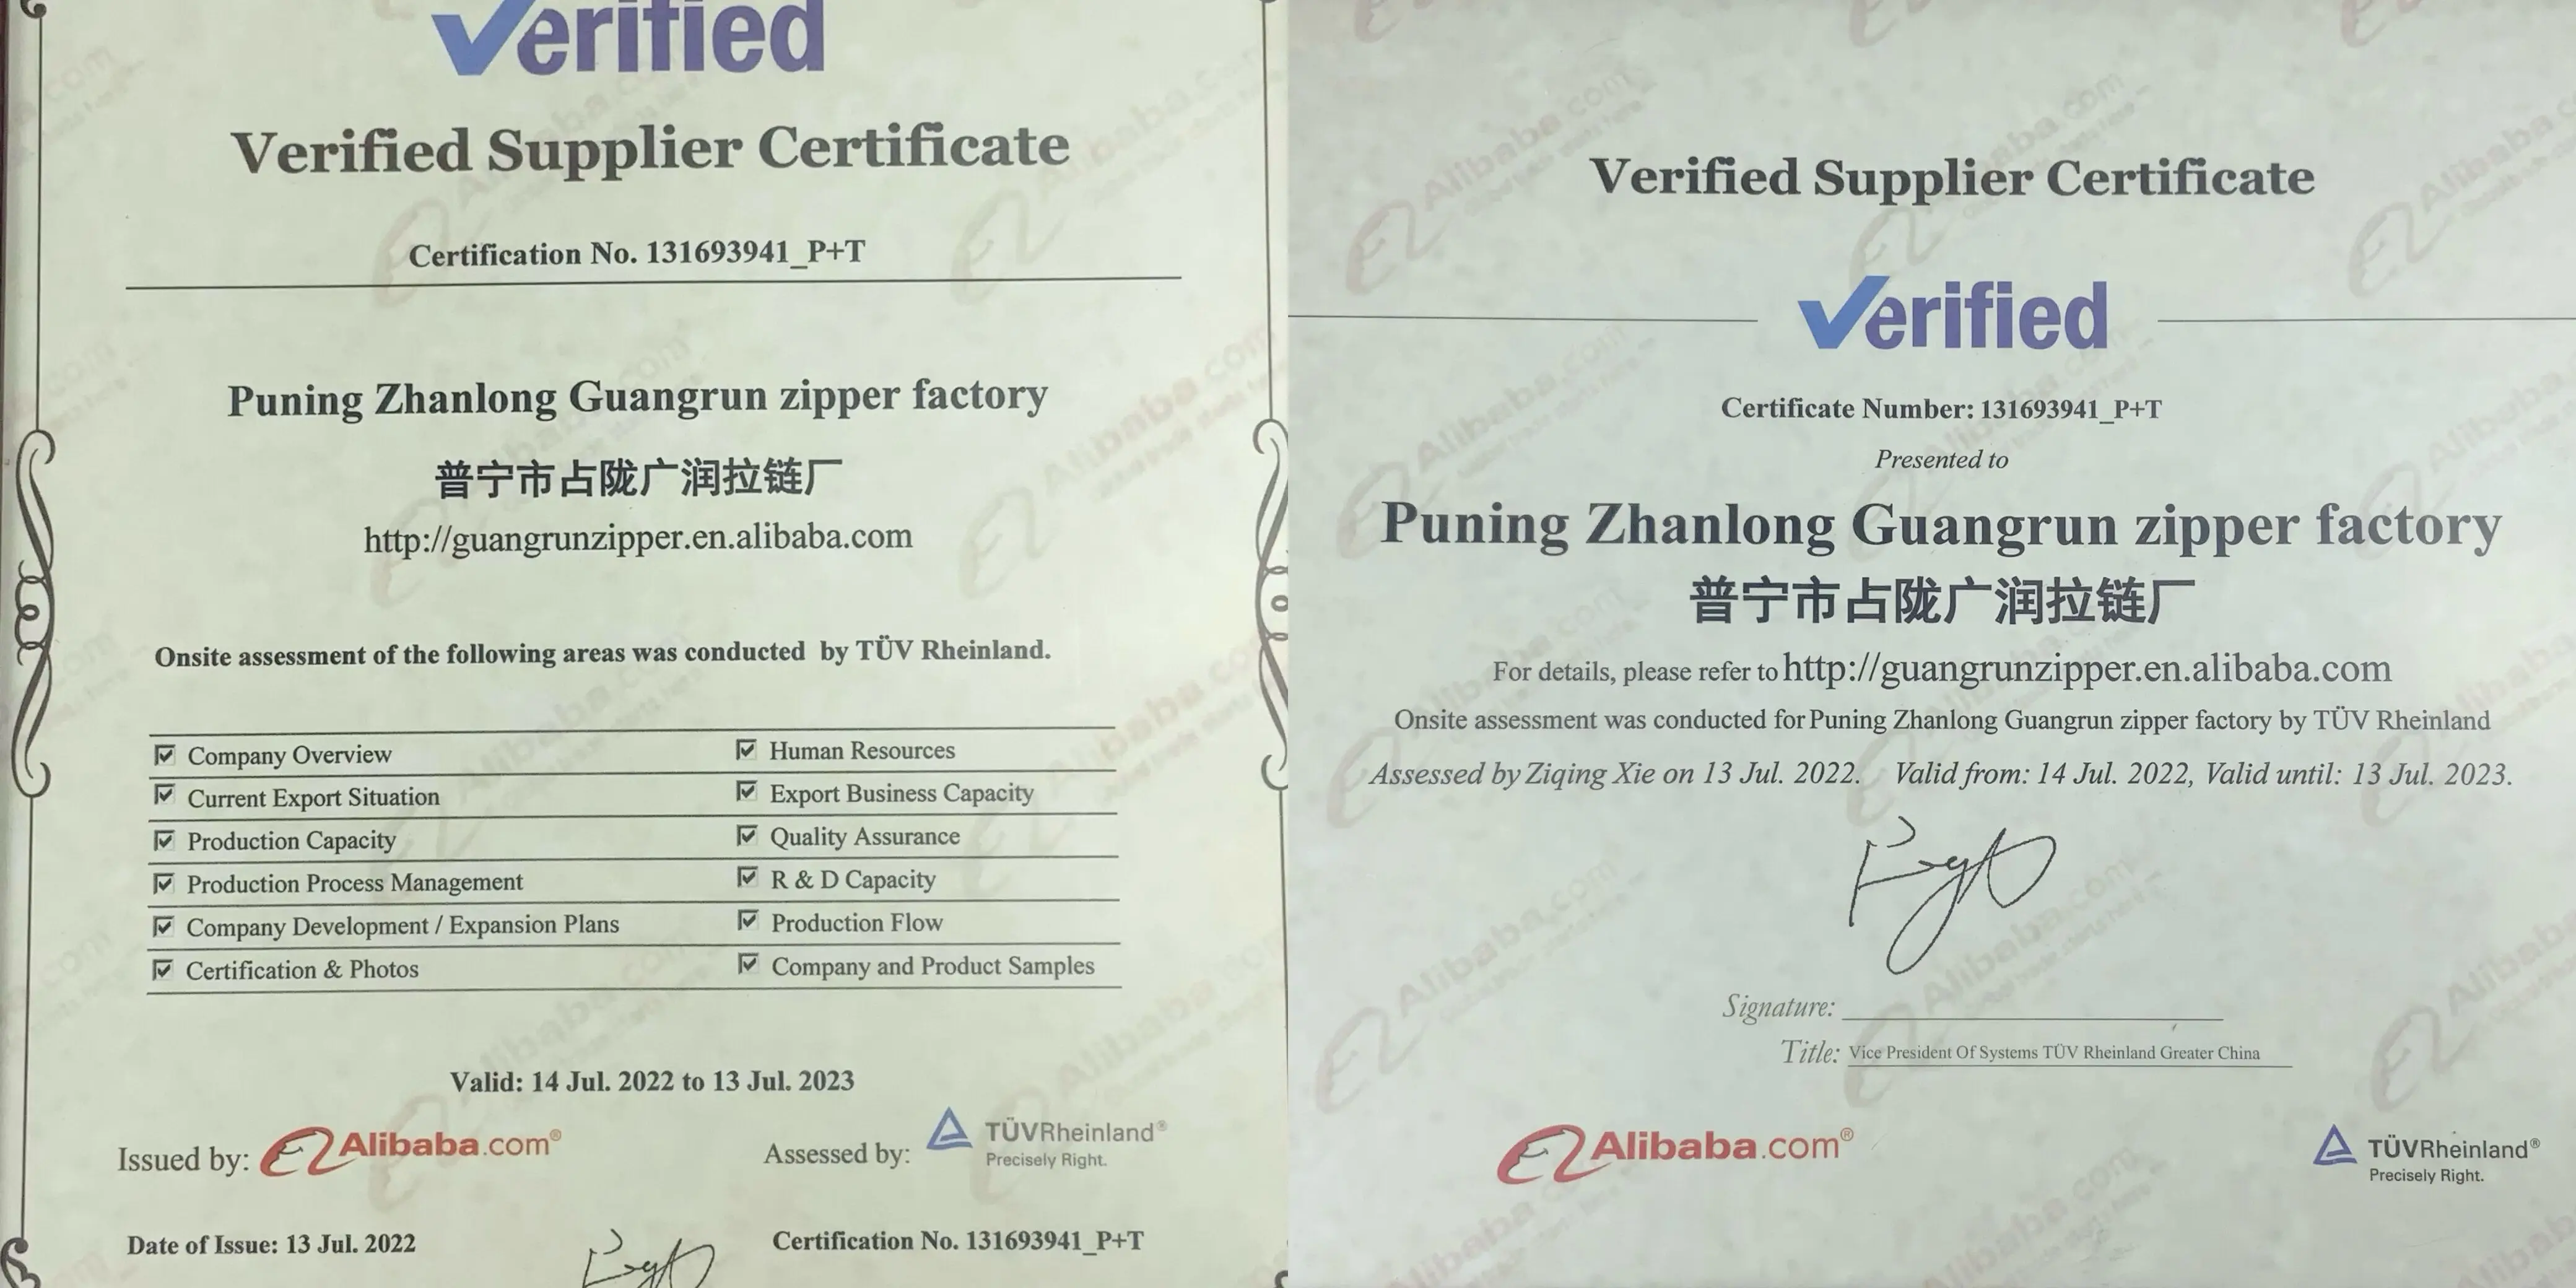 Verified
Verified Supplier Certificate
Certification No. 131693941_P+T
Puning Zhanlong Guangrun zipper factory
普宁市占陇广润拉链厂
http://guangrunzipper.en.alibaba.com
Onsite assessment of the following areas was conducted by TÜV Rheinland.
Company Overview
Human Resources
Current Export Situation
Export Business Capacity
Production Capacity
Quality Assurance
Production Process Management
R & D Capacity
Company Development / Expansion Plans
Production Flow
Certification & Photos
Company and Product Samples
Valid: 14 Jul. 2022 to 13 Jul. 2023
Issued by: Alibaba.com®
Assessed by: TÜVRheinland®
Precisely Right.
Date of Issue: 13 Jul. 2022
Certification No. 131693941_P+T
Verified Supplier Certificate
Verified
Certificate Number: 131693941_P+T
Presented to
Puning Zhanlong Guangrun zipper factory
普宁市占陇广润拉链厂
For details, please refer to http://guangrunzipper.en.alibaba.com
Onsite assessment was conducted for Puning Zhanlong Guangrun zipper factory by TÜV Rheinland
Assessed by Ziqing Xie on 13 Jul. 2022. Valid from: 14 Jul. 2022, Valid until: 13 Jul. 2023.
Signature:
Title: Vice President Of Systems TÜV Rheinland Greater China
Alibaba.com®
TÜVRheinland®
Precisely Right.